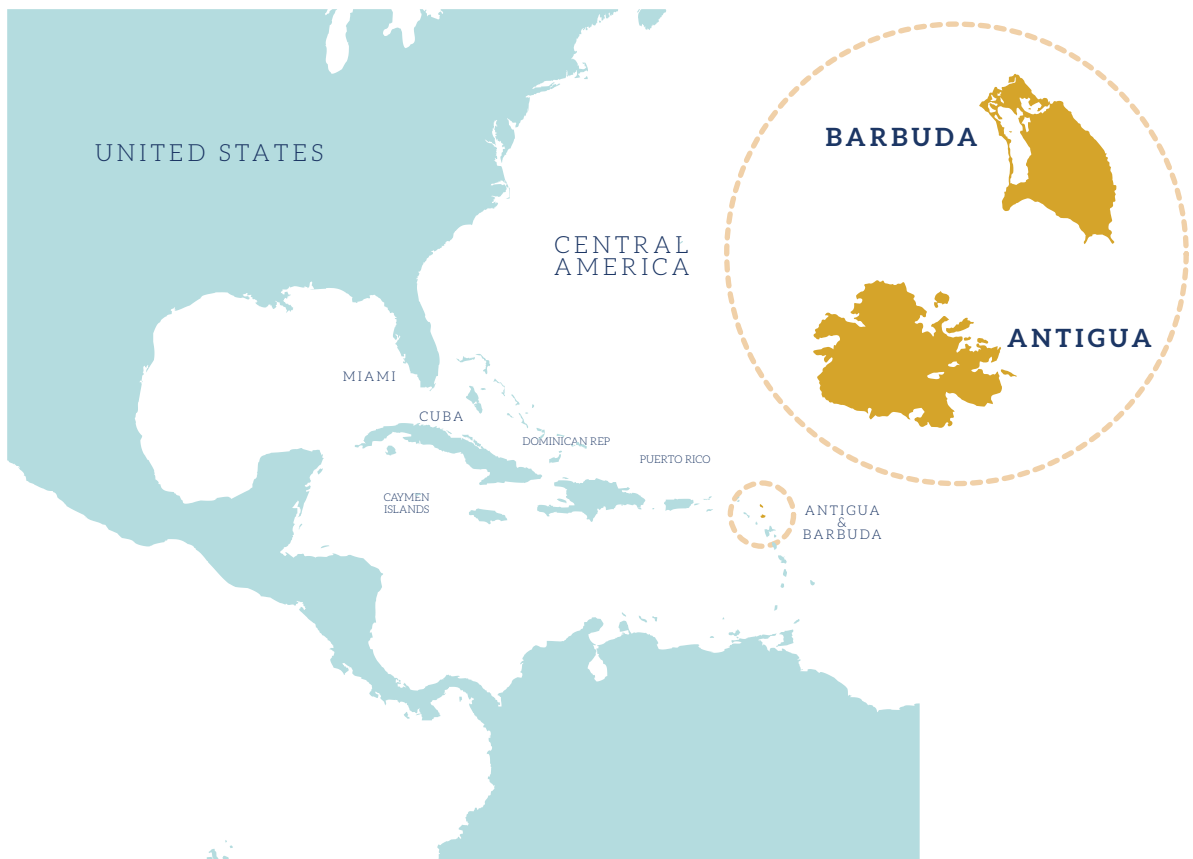 UNITED STATES
CENTRAL
AMERICA
BARBUDA
ANTIGUA
MIAMI
CUBA
DOMINICAN REP
PUERTO RICO
CAYMEN
ISLANDS
ANTIGUA
&
BARBUDA